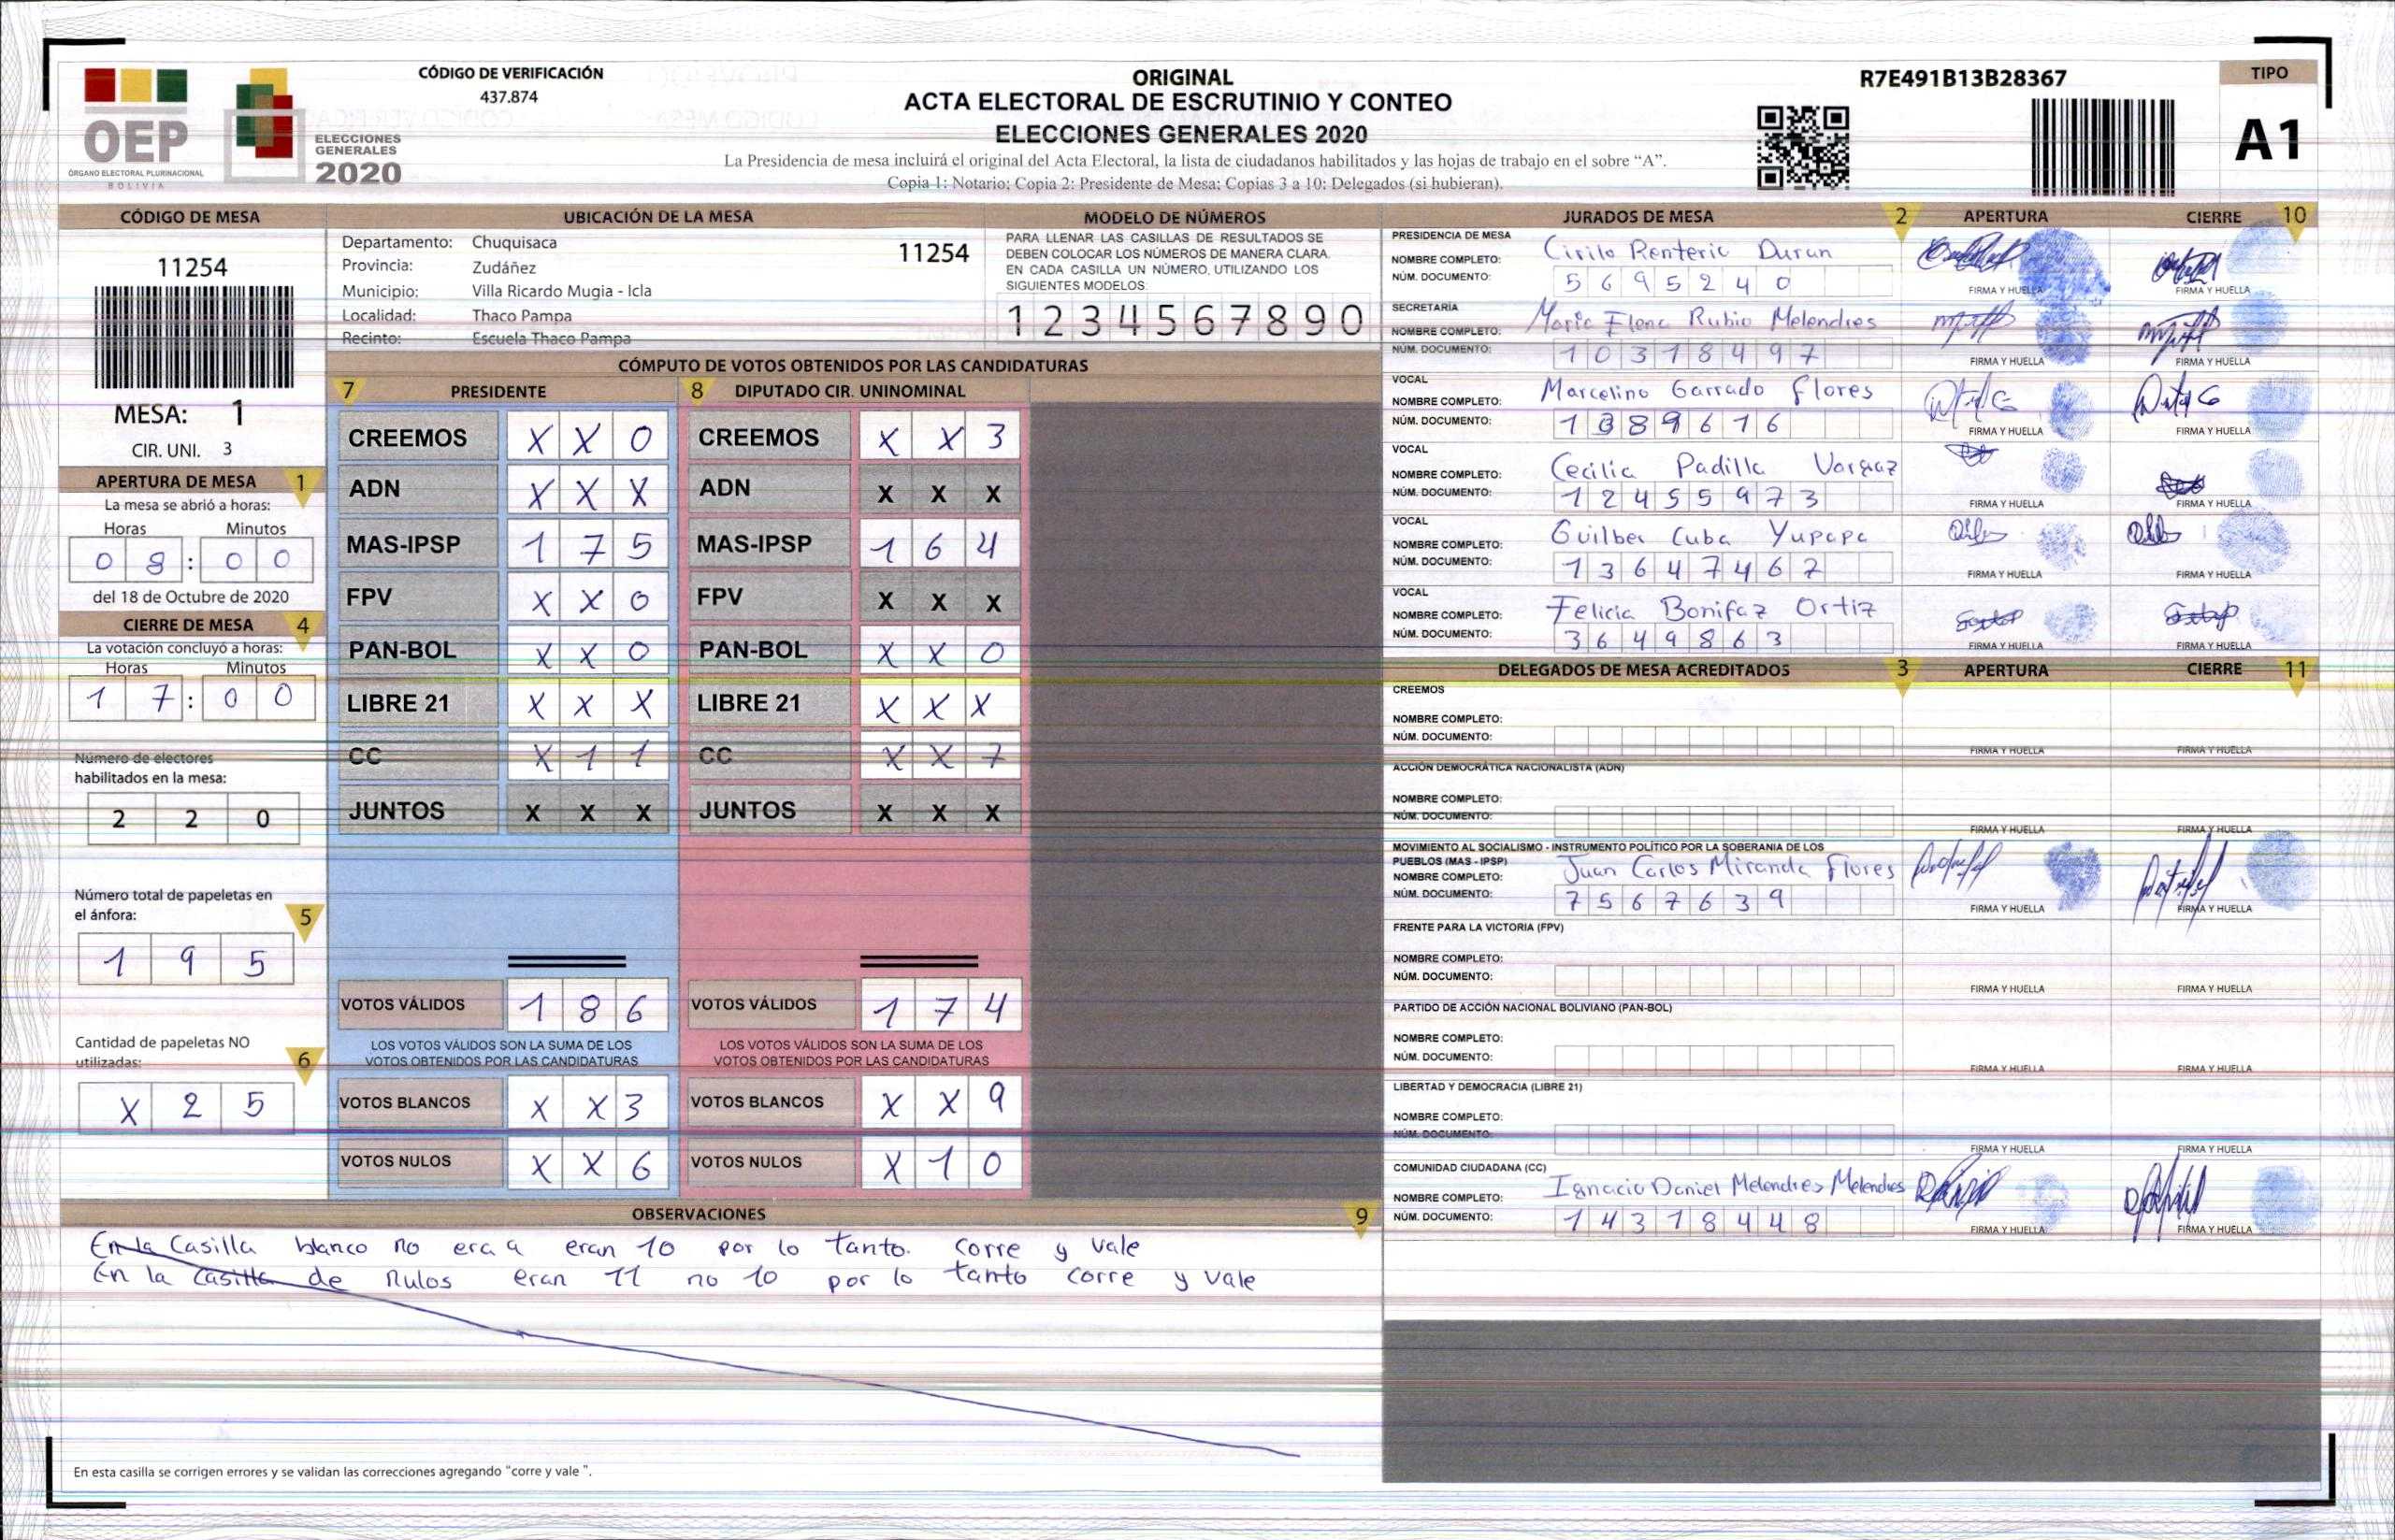 CÓDIGO DE VERIFICACIÓN
437.874
ORIGINAL
ACTA ELECTORAL DE ESCRUTINIO Y CONTEO
ELECCIONES GENERALES 2020
La Presidencia de mesa incluirá el original del Acta Electoral, la lista de ciudadanos habilitados y las hojas de trabajo en el sobre “A”.
Copia 1: Notario; Copia 2: Presidente de Mesa; Copias 3 a 10: Delegados (si hubieran).
R7E491B13B28367
TIPO
A1
OEP
ÓRGANO ELECTORAL PLURINACIONAL
BOLIVIA
ELECCIONES
GENERALES
2020
CÓDIGO DE MESA
11254
MESA: 1
CIR. UNI. 3
APERTURA DE MESA 1
La mesa se abrió a horas:
Horas Minutos
0 8 : 0 0
del 18 de Octubre de 2020
CIERRE DE MESA 4
La votación concluyó a horas:
Horas Minutos
1 7 : 0 0
Número de electores
habilitados en la mesa:
2 2 0
Número total de papeletas en
el ánfora: 5
1 9 5
Cantidad de papeletas NO
utilizadas: 6
X 2 5
UBICACIÓN DE LA MESA
Departamento: Chuquisaca 11254
Provincia: Zudáñez
Municipio: Villa Ricardo Mugia - Icla
Localidad: Thaco Pampa
Recinto: Escuela Thaco Pampa
MODELO DE NÚMEROS
PARA LLENAR LAS CASILLAS DE RESULTADOS SE
DEBEN COLOCAR LOS NÚMEROS DE MANERA CLARA.
EN CADA CASILLA UN NÚMERO, UTILIZANDO LOS
SIGUIENTES MODELOS.
1 2 3 4 5 6 7 8 9 0
CÓMPUTO DE VOTOS OBTENIDOS POR LAS CANDIDATURAS
7 PRESIDENTE 8 DIPUTADO CIR. UNINOMINAL
CREEMOS X X 0 CREEMOS X X 3
ADN X X X ADN X X X
MAS-IPSP 1 7 5 MAS-IPSP 1 6 4
FPV X X 0 FPV X X X
PAN-BOL X X 0 PAN-BOL X X 0
LIBRE 21 X X X LIBRE 21 X X X
CC X 1 1 CC X X 7
JUNTOS X X X JUNTOS X X X
VOTOS VÁLIDOS 1 8 6 VOTOS VÁLIDOS 1 7 4
LOS VOTOS VÁLIDOS SON LA SUMA DE LOS LOS VOTOS VÁLIDOS SON LA SUMA DE LOS
VOTOS OBTENIDOS POR LAS CANDIDATURAS VOTOS OBTENIDOS POR LAS CANDIDATURAS
VOTOS BLANCOS X X 3 VOTOS BLANCOS X X 9
VOTOS NULOS X X 6 VOTOS NULOS X 1 0
OBSERVACIONES 9
En la Casilla blanco no era 9 eran 10 por lo tanto. corre y vale
En la Casilla de Nulos eran 11 no 10 por lo tanto corre y vale
En esta casilla se corrigen errores y se validan las correcciones agregando “corre y vale ”.
JURADOS DE MESA 2 APERTURA CIERRE 10
PRESIDENCIA DE MESA
NOMBRE COMPLETO: Cirilo Renteric Duran
NÚM. DOCUMENTO: 5 6 9 5 2 4 0
FIRMA Y HUELLA FIRMA Y HUELLA
SECRETARÍA
NOMBRE COMPLETO: Maric Elenc Rubio Melendres
NÚM. DOCUMENTO: 1 0 3 1 8 4 9 7
FIRMA Y HUELLA FIRMA Y HUELLA
VOCAL
NOMBRE COMPLETO: Marcelino Garrado flores
NÚM. DOCUMENTO: 1 3 8 9 6 1 6
FIRMA Y HUELLA FIRMA Y HUELLA
VOCAL
NOMBRE COMPLETO: Cecilic Padilla
NÚM. DOCUMENTO: 1 2 4 5 5 9 7 3
FIRMA Y HUELLA FIRMA Y HUELLA
VOCAL
NOMBRE COMPLETO: Guilber Cuba
NÚM. DOCUMENTO: 1 3 6 4 7 4 6 7
FIRMA Y HUELLA FIRMA Y HUELLA
VOCAL
NOMBRE COMPLETO: Felicia Bonifaz Ortiz
NÚM. DOCUMENTO: 3 6 4 9 8 6 3
FIRMA Y HUELLA FIRMA Y HUELLA
DELEGADOS DE MESA ACREDITADOS 3 APERTURA CIERRE 11
CREEMOS
NOMBRE COMPLETO:
NÚM. DOCUMENTO:
FIRMA Y HUELLA FIRMA Y HUELLA
ACCIÓN DEMOCRÁTICA NACIONALISTA (ADN)
NOMBRE COMPLETO:
NÚM. DOCUMENTO:
FIRMA Y HUELLA FIRMA Y HUELLA
MOVIMIENTO AL SOCIALISMO - INSTRUMENTO POLÍTICO POR LA SOBERANIA DE LOS
PUEBLOS (MAS - IPSP)
NOMBRE COMPLETO: Juan Carlos Miranda Flores
NÚM. DOCUMENTO: 7 5 6 7 6 3 9
FIRMA Y HUELLA FIRMA Y HUELLA
FRENTE PARA LA VICTORIA (FPV)
NOMBRE COMPLETO:
NÚM. DOCUMENTO:
FIRMA Y HUELLA FIRMA Y HUELLA
PARTIDO DE ACCIÓN NACIONAL BOLIVIANO (PAN-BOL)
NOMBRE COMPLETO:
NÚM. DOCUMENTO:
FIRMA Y HUELLA FIRMA Y HUELLA
LIBERTAD Y DEMOCRACIA (LIBRE 21)
NOMBRE COMPLETO:
NÚM. DOCUMENTO:
FIRMA Y HUELLA FIRMA Y HUELLA
COMUNIDAD CIUDADANA (CC)
NOMBRE COMPLETO: Ignacio Daniel Melendres Melendres
NÚM. DOCUMENTO: 1 4 3 1 8 4 4 8
FIRMA Y HUELLA FIRMA Y HUELLA